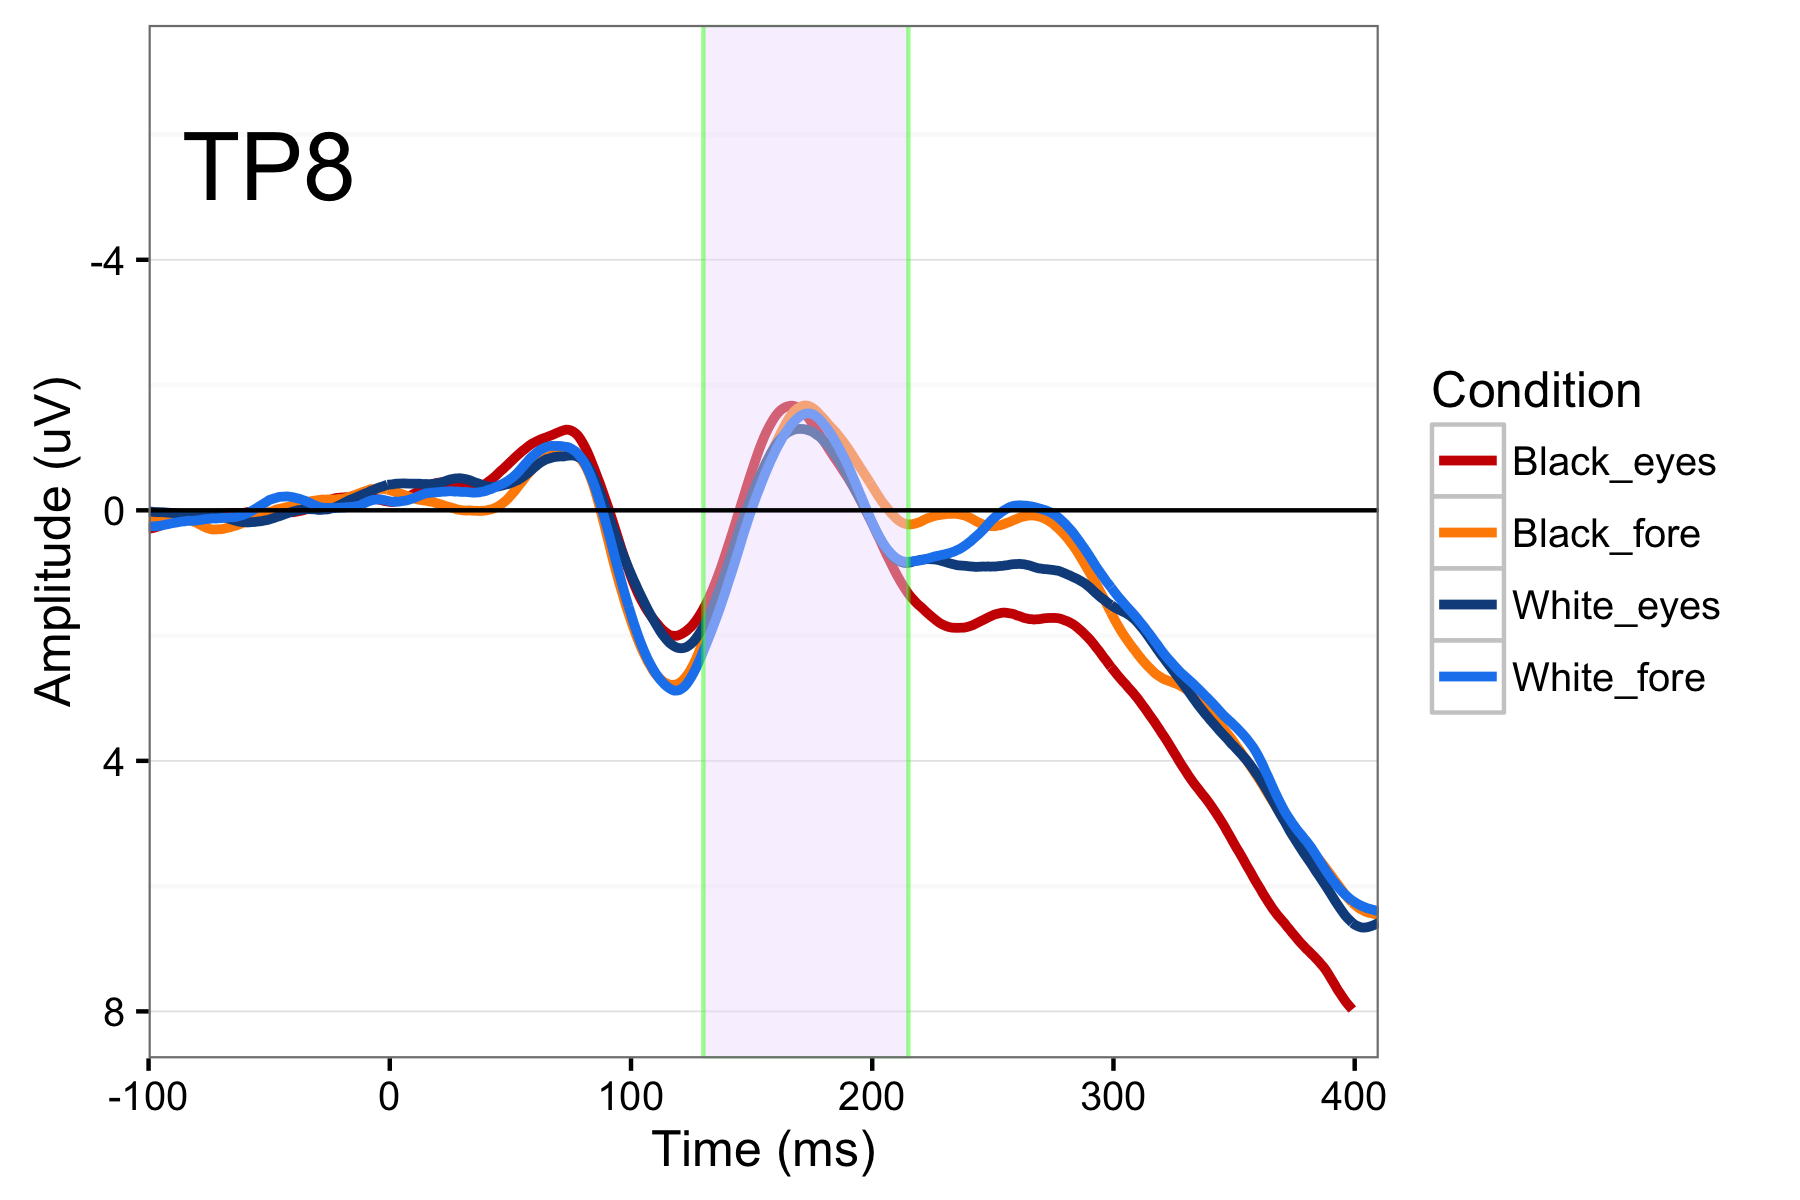 TP8
-4
0
4
8
Amplitude (uV)
-100 0 100 200 300 400
Time (ms)
Condition
Black_eyes
Black_fore
White_eyes
White_fore